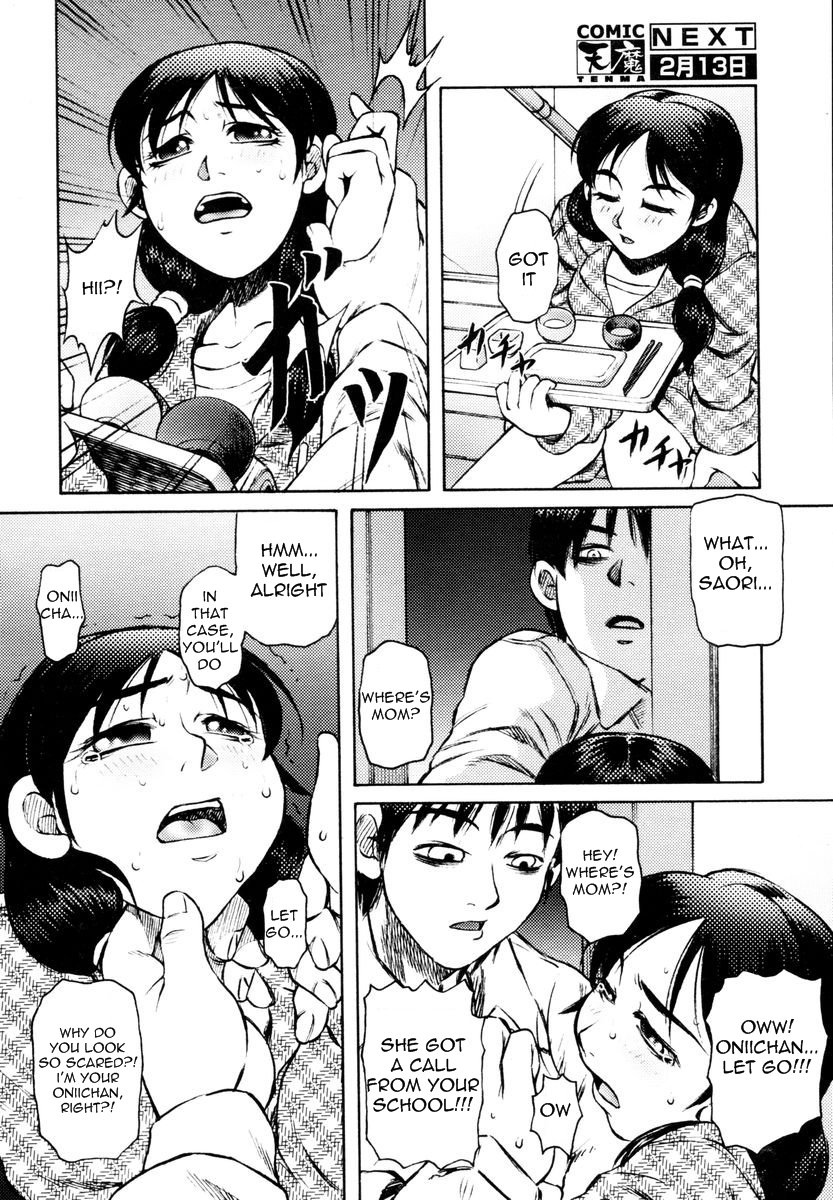 COMIC
天魔
TENMA
NEXT
2月13日
GOT
IT
ガチャ
ガチャ
HII?!
ガッ
WHAT...
OH,
SAORI...
WHERE'S
MOM?
HMM...
WELL,
ALRIGHT
IN
THAT
CASE,
YOU'LL
DO
ONII
CHA...
LET
GO...
WHY DO
YOU LOOK
SO SCARED?!
I'M YOUR
ONIICHAN,
RIGHT?!
HEY!
WHERE'S
MOM?!
OWW!
ONIICHAN...
LET GO!!!
SHE GOT
A CALL
FROM YOUR
SCHOOL!!!
OW